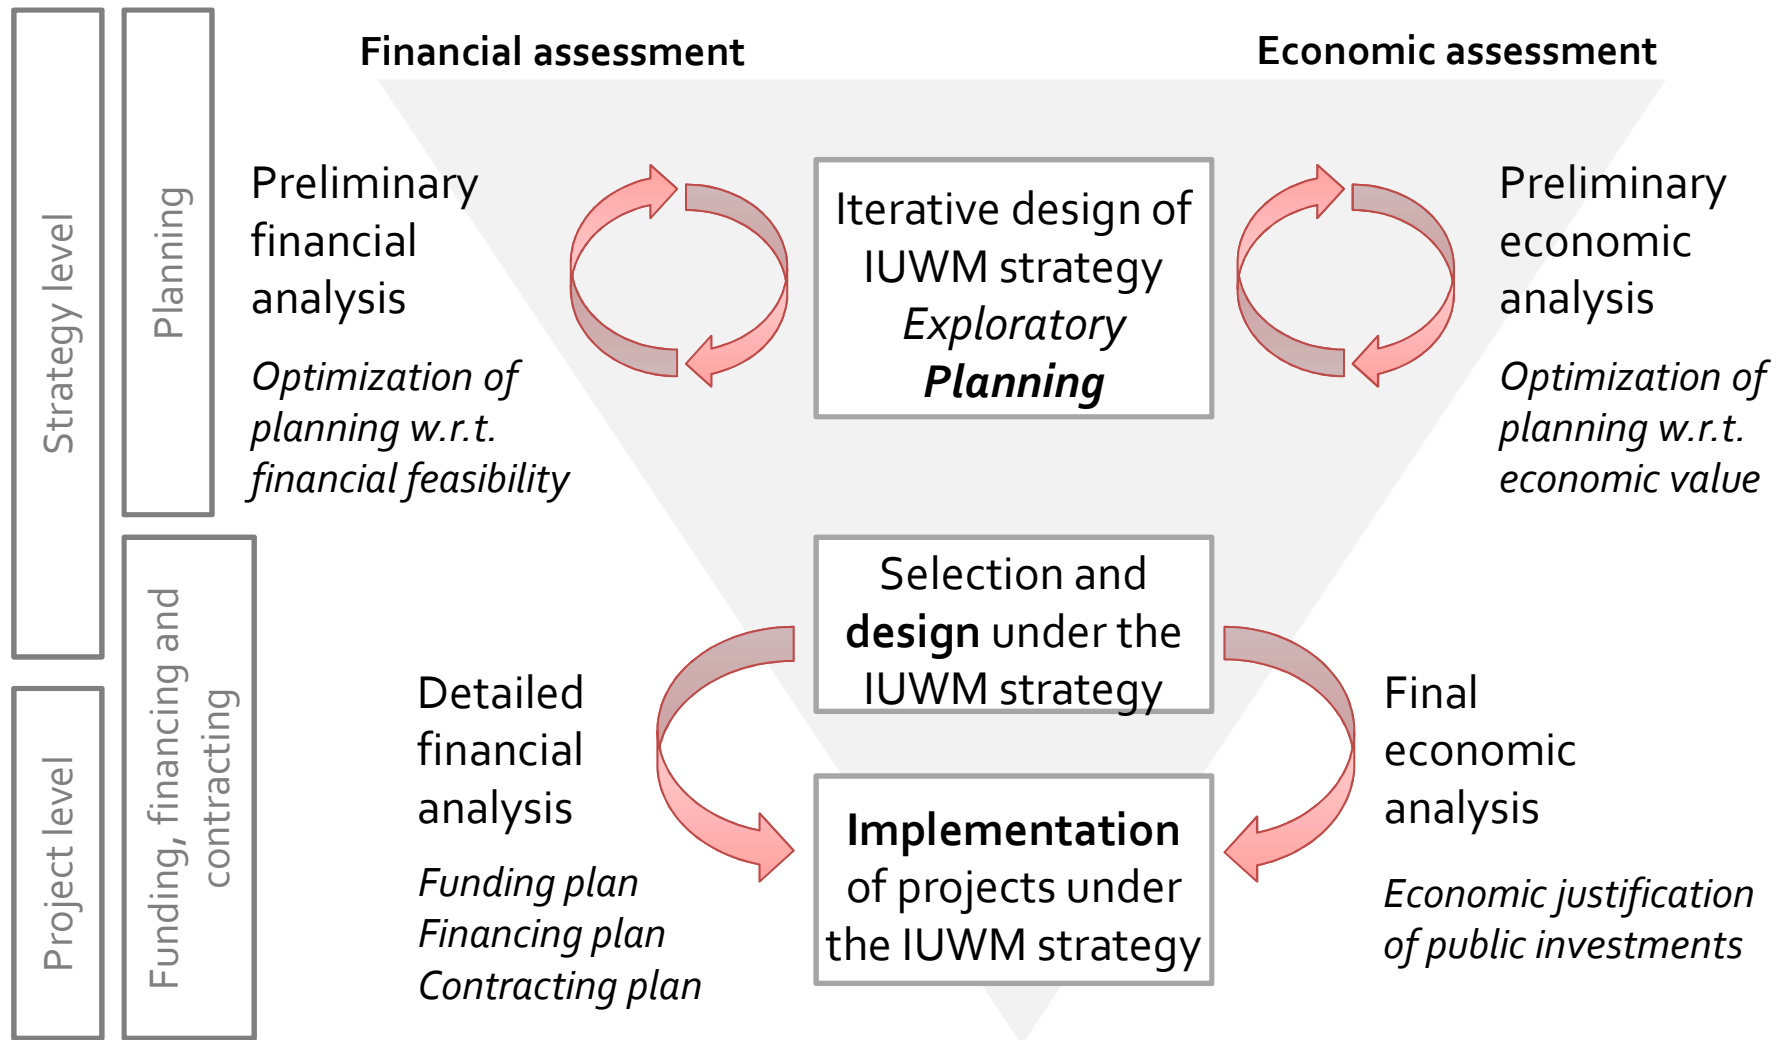 Financial assessment
Economic assessment
Strategy level
Planning
Preliminary
financial
analysis
Optimization of
planning w.r.t.
financial feasibility
Iterative design of
IUWM strategy
Exploratory
Planning
Preliminary
economic
analysis
Optimization of
planning w.r.t.
economic value
Project level
Funding, financing and
contracting
Selection and
design under the
IUWM strategy
Detailed
financial
analysis
Funding plan
Financing plan
Contracting plan
Implementation
of projects under
the IUWM strategy
Final
economic
analysis
Economic justification
of public investments